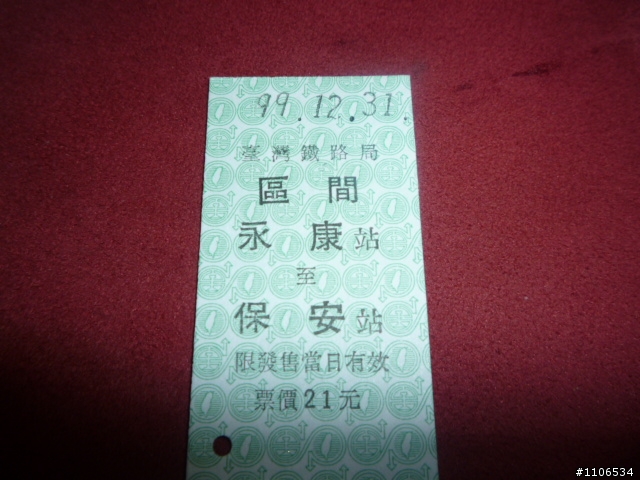 99.12.31.
臺灣鐵路局
區間
永康站
至
保安站
限發售當日有效
票價21元
#1106534